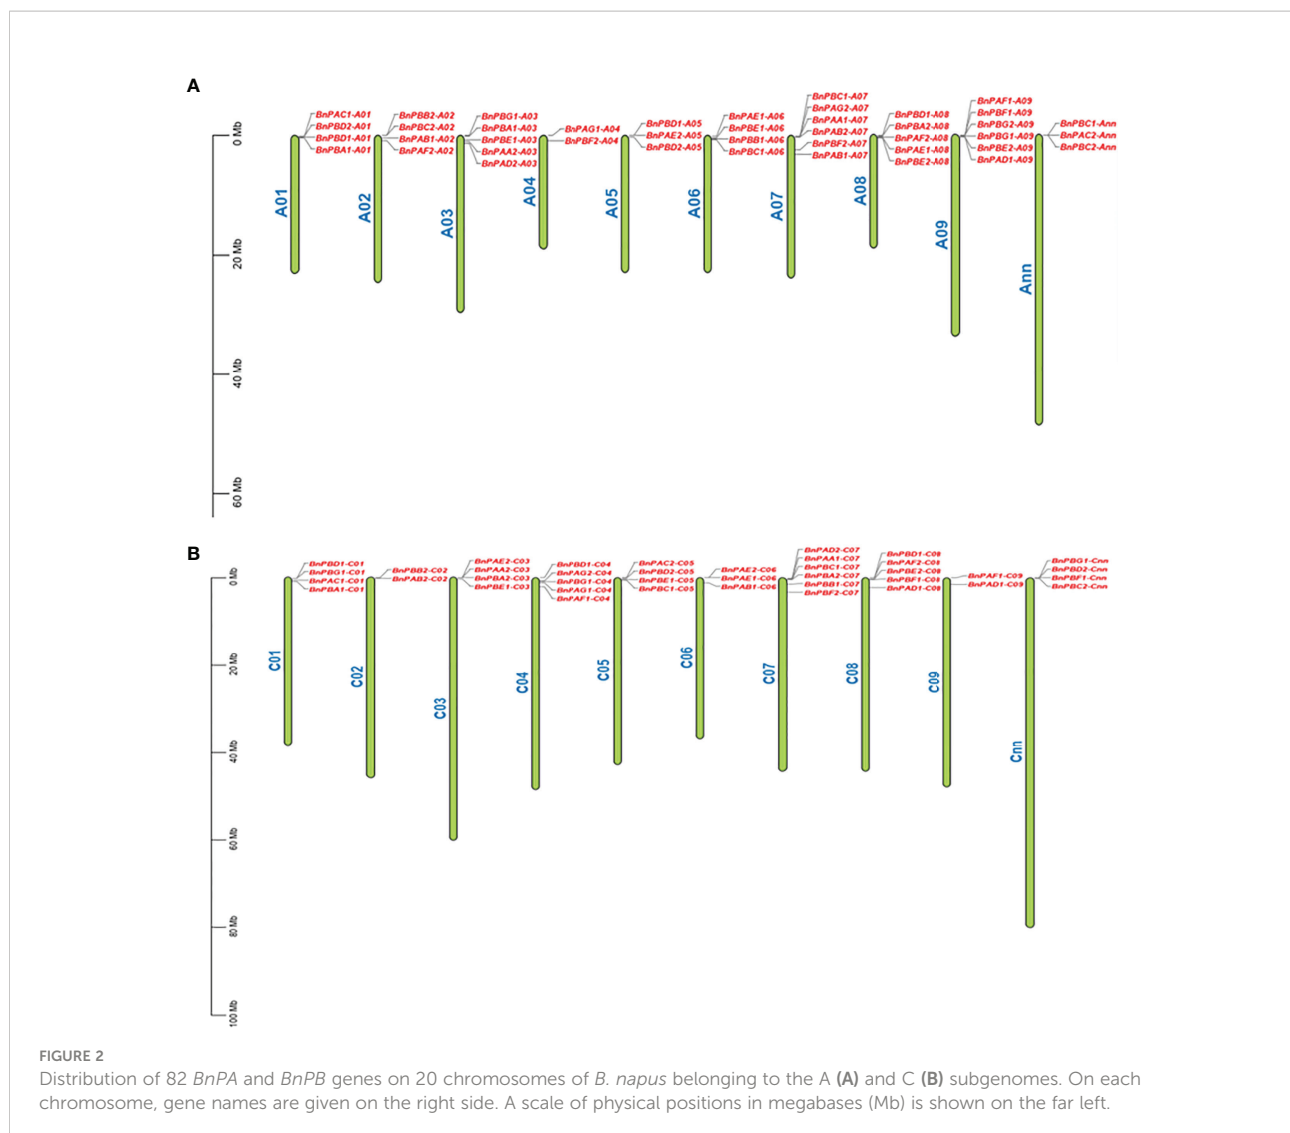 A
BnPAC1-A01
BnPBD2-A01
BnPBD1-A01
BnPBA1-A01
BnPBB2-A02
BnPBC2-A02
BnPAB1-A02
BnPAF2-A02
BnPBG1-A03
BnPBA1-A03
BnPBE1-A03
BnPAA2-A03
BnPAD2-A03
BnPAG1-A04
BnPBF2-A04
BnPBD1-A05
BnPAE2-A05
BnPBD2-A05
BnPAE1-A06
BnPBE1-A06
BnPBB1-A06
BnPBC1-A06
BnPBC1-A07
BnPAG2-A07
BnPAA1-A07
BnPAB2-A07
BnPBF2-A07
BnPAB1-A07
BnPBD1-A08
BnPBA2-A08
BnPAF2-A08
BnPAE1-A08
BnPBE2-A08
BnPAF1-A09
BnPBF1-A09
BnPBG2-A09
BnPBG1-A09
BnPBE2-A09
BnPAD1-A09
BnPBC1-Ann
BnPAC2-Ann
BnPBC2-Ann
0 Mb
20 Mb
40 Mb
60 Mb
A01
A02
A03
A04
A05
A06
A07
A08
A09
Ann
B
BnPBD1-C01
BnPBG1-C01
BnPAC1-C01
BnPBA1-C01
BnPBB2-C02
BnPAB2-C02
BnPAE2-C03
BnPAA2-C03
BnPBA2-C03
BnPBE1-C03
BnPBD1-C04
BnPAG2-C04
BnPBG1-C04
BnPAG1-C04
BnPAF1-C04
BnPAC2-C05
BnPBD2-C05
BnPBE1-C05
BnPBC1-C05
BnPAE2-C06
BnPAE1-C06
BnPAB1-C06
BnPAD2-C07
BnPAA1-C07
BnPBC1-C07
BnPBA2-C07
BnPBB1-C07
BnPBF2-C07
BnPBD1-C08
BnPAF2-C08
BnPBE2-C08
BnPBF1-C08
BnPAD1-C08
BnPAF1-C09
BnPAD1-C09
BnPBG1-Cnn
BnPBD2-Cnn
BnPBF1-Cnn
BnPBC2-Cnn
0 Mb
20 Mb
40 Mb
60 Mb
80 Mb
100 Mb
C01
C02
C03
C04
C05
C06
C07
C08
C09
Cnn
FIGURE 2
Distribution of 82 BnPA and BnPB genes on 20 chromosomes of B. napus belonging to the A (A) and C (B) subgenomes. On each
chromosome, gene names are given on the right side. A scale of physical positions in megabases (Mb) is shown on the far left.